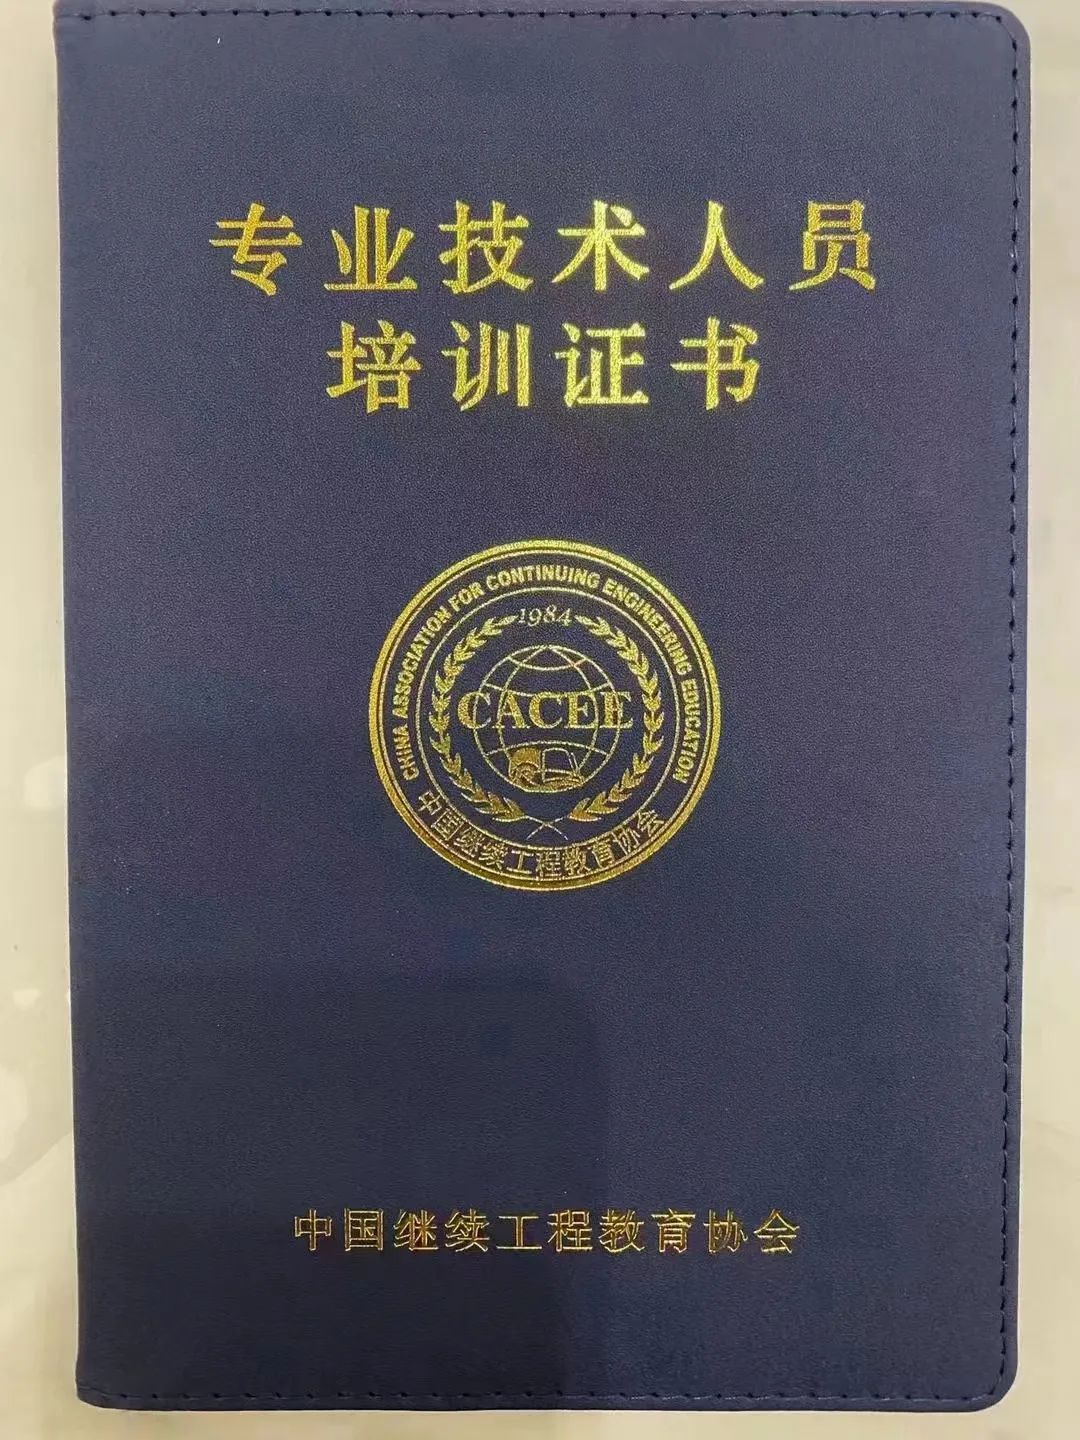 专业技术人员
培训证书
CHINA ASSOCIATION FOR CONTINUING ENGINEERING EDUCATION
1984
CACEE
中国继续工程教育协会
中国继续工程教育协会